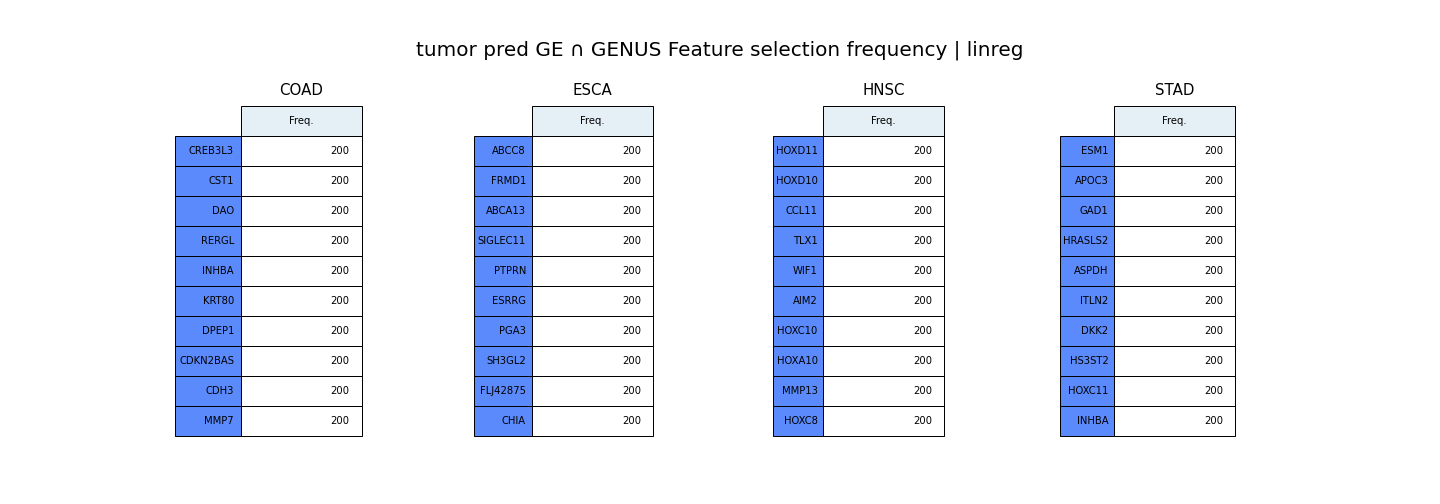 tumor pred GE ∩ GENUS Feature selection frequency | linreg
COAD
Freq.
CREB3L3 200
CST1 200
DAO 200
RERGL 200
INHBA 200
KRT80 200
DPEP1 200
CDKN2BAS 200
CDH3 200
MMP7 200
ESCA
Freq.
ABCC8 200
FRMD1 200
ABCA13 200
SIGLEC11 200
PTPRN 200
ESRRG 200
PGA3 200
SH3GL2 200
FLJ42875 200
CHIA 200
HNSC
Freq.
HOXD11 200
HOXD10 200
CCL11 200
TLX1 200
WIF1 200
AIM2 200
HOXC10 200
HOXA10 200
MMP13 200
HOXC8 200
STAD
Freq.
ESM1 200
APOC3 200
GAD1 200
HRASLS2 200
ASPDH 200
ITLN2 200
DKK2 200
HS3ST2 200
HOXC11 200
INHBA 200